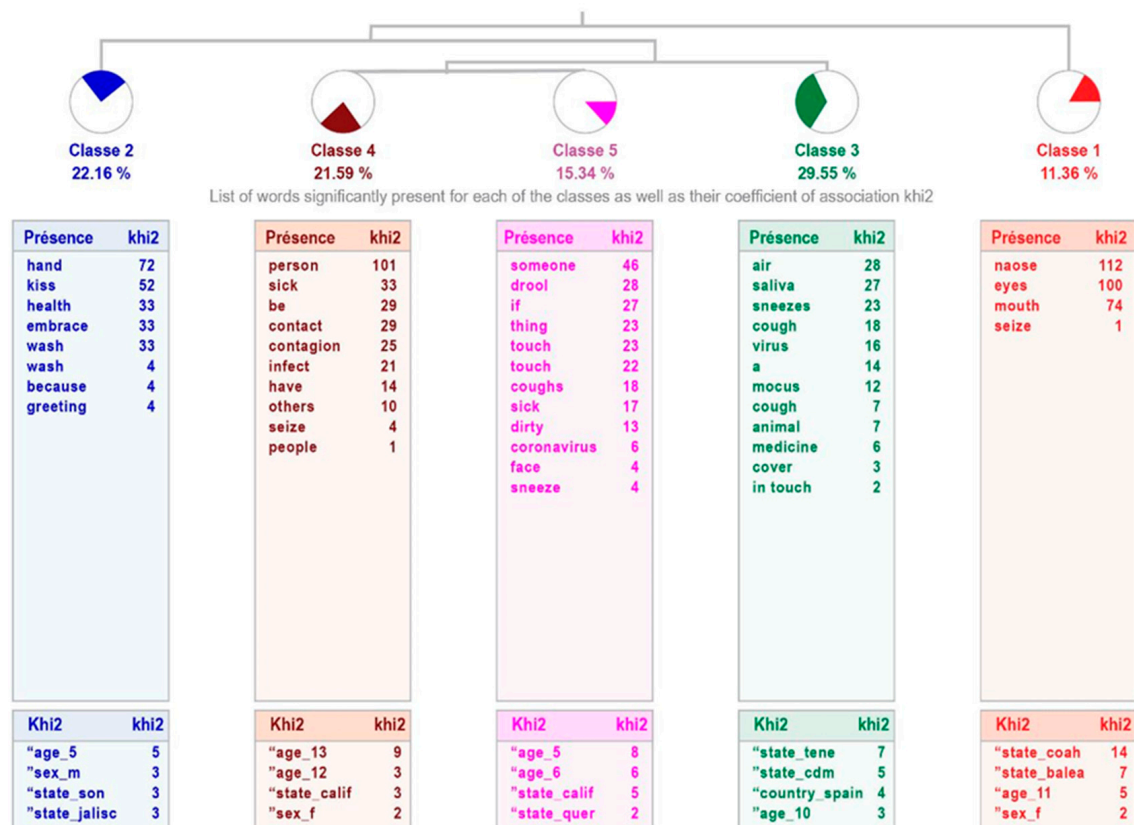 Classe 2
22.16 %
Classe 4
21.59 %
Classe 5
15.34 %
Classe 3
29.55 %
Classe 1
11.36 %
List of words significantly present for each of the classes as well as their coefficient of association khi2
Présence khi2
hand 72
kiss 52
health 33
embrace 33
wash 33
wash 4
because 4
greeting 4
Khi2 khi2
“age_5 5
“sex_m 3
“state_son 3
”state_jalisc 3
Présence khi2
person 101
sick 33
be 29
contact 29
contagion 25
infect 21
have 14
others 10
seize 4
people 1
Khi2 khi2
“age_13 9
”age_12 3
“state_calif 3
”sex_f 2
Présence khi2
someone 46
drool 28
if 27
thing 23
touch 23
touch 22
coughs 18
sick 17
dirty 13
coronavirus 6
face 4
sneeze 4
Khi2 khi2
“age_5 8
“age_6 6
”state_calif 5
“state_quer 2
Présence khi2
air 28
saliva 27
sneezes 23
cough 18
virus 16
a 14
mocus 12
cough 7
animal 7
medicine 6
cover 3
in touch 2
Khi2 khi2
“state_tene 7
”state_cdm 5
“country_spain 4
”age_10 3
Présence khi2
naose 112
eyes 100
mouth 74
seize 1
Khi2 khi2
“state_coah 14
”state_balea 7
“age_11 5
“sex_f 2